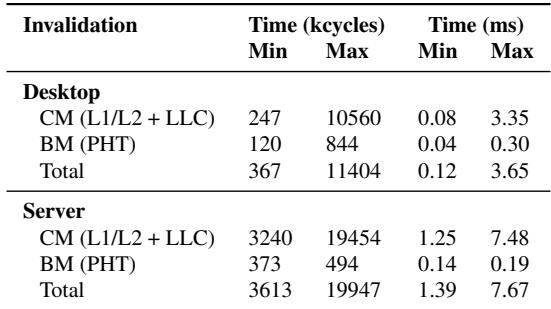 Invalidation Time (kcycles) Time (ms)
Min Max Min Max
Desktop
CM (L1/L2 + LLC) 247 10560 0.08 3.35
BM (PHT) 120 844 0.04 0.30
Total 367 11404 0.12 3.65
Server
CM (L1/L2 + LLC) 3240 19454 1.25 7.48
BM (PHT) 373 494 0.14 0.19
Total 3613 19947 1.39 7.67